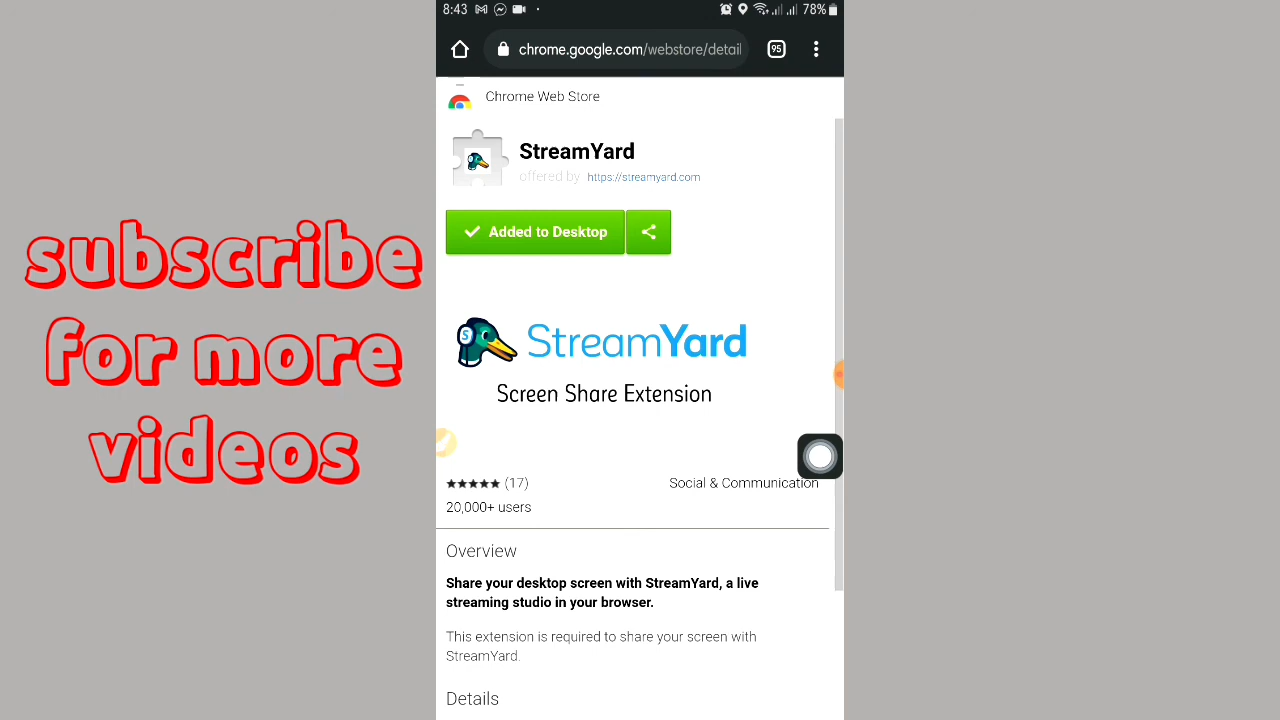 subscribe
for more
videos
8:43
78%
chrome.google.com/webstore/detail
95
Chrome Web Store
StreamYard
offered by https://streamyard.com
Added to Desktop
S StreamYard
Screen Share Extension
(17)
Social & Communication
20,000+ users
Overview
Share your desktop screen with StreamYard, a live
streaming studio in your browser.
This extension is required to share your screen with
StreamYard.
Details